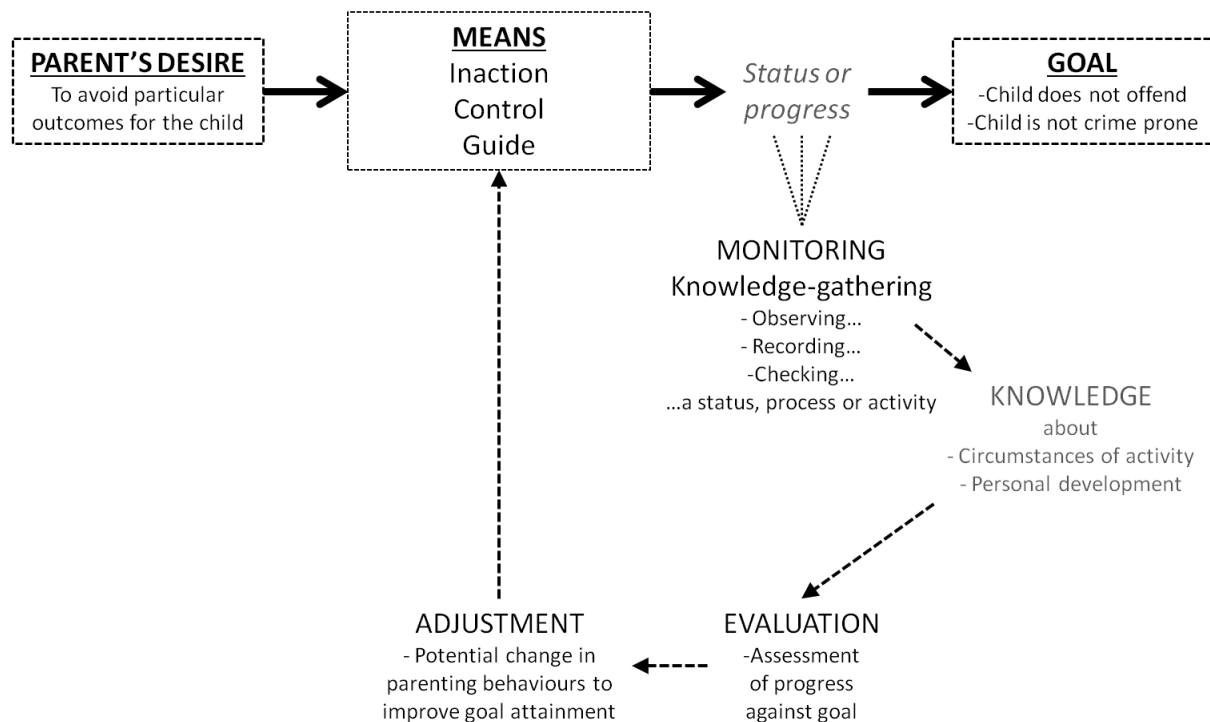 PARENT'S DESIRE
To avoid particular
outcomes for the child
MEANS
Inaction
Control
Guide
Status or
progress
GOAL
-Child does not offend
-Child is not crime prone
MONITORING
Knowledge-gathering
- Observing...
- Recording...
-Checking...
...a status, process or activity
KNOWLEDGE
about
- Circumstances of activity
- Personal development
EVALUATION
-Assessment
of progress
against goal
ADJUSTMENT
- Potential change in
parenting behaviours to
improve goal attainment